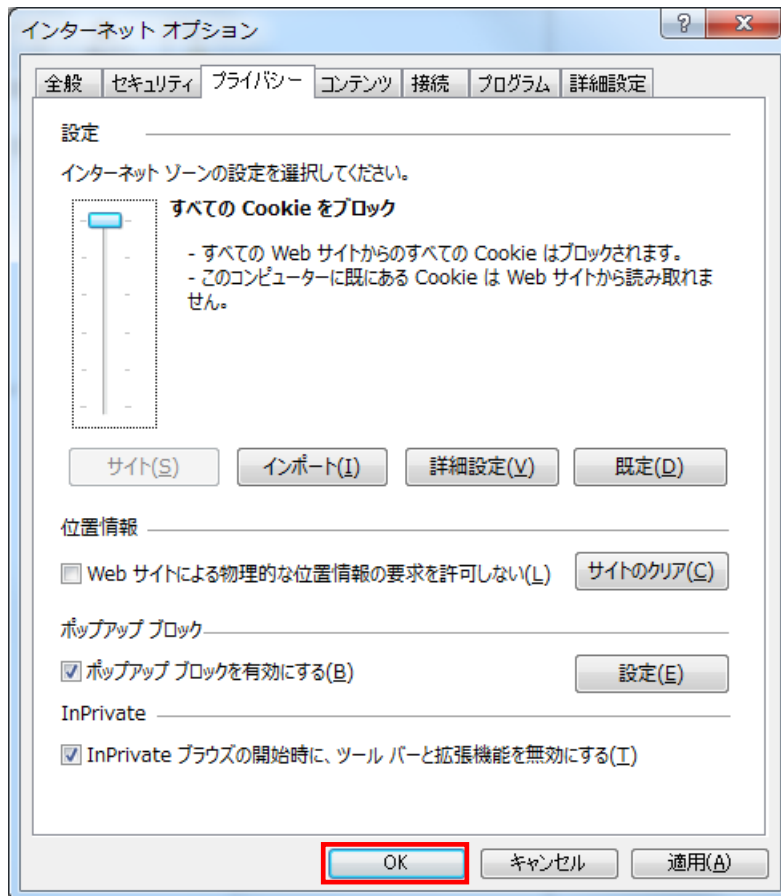 インターネット オプション
全般 セキュリティ プライバシー コンテンツ 接続 プログラム 詳細設定
設定
インターネット ゾーンの設定を選択してください。
すべての Cookie をブロック
- すべての Web サイトからのすべての Cookie はブロックされます。
- このコンピューターに既にある Cookie は Web サイトから読み取れま
せん。
サイト(S) インポート(I) 詳細設定(V) 既定(D)
位置情報
Web サイトによる物理的な位置情報の要求を許可しない(L) サイトのクリア(C)
ポップアップ ブロック
ポップアップ ブロックを有効にする(B) 設定(E)
InPrivate
InPrivate ブラウズの開始時に、ツール バーと拡張機能を無効にする(T)
OK キャンセル 適用(A)